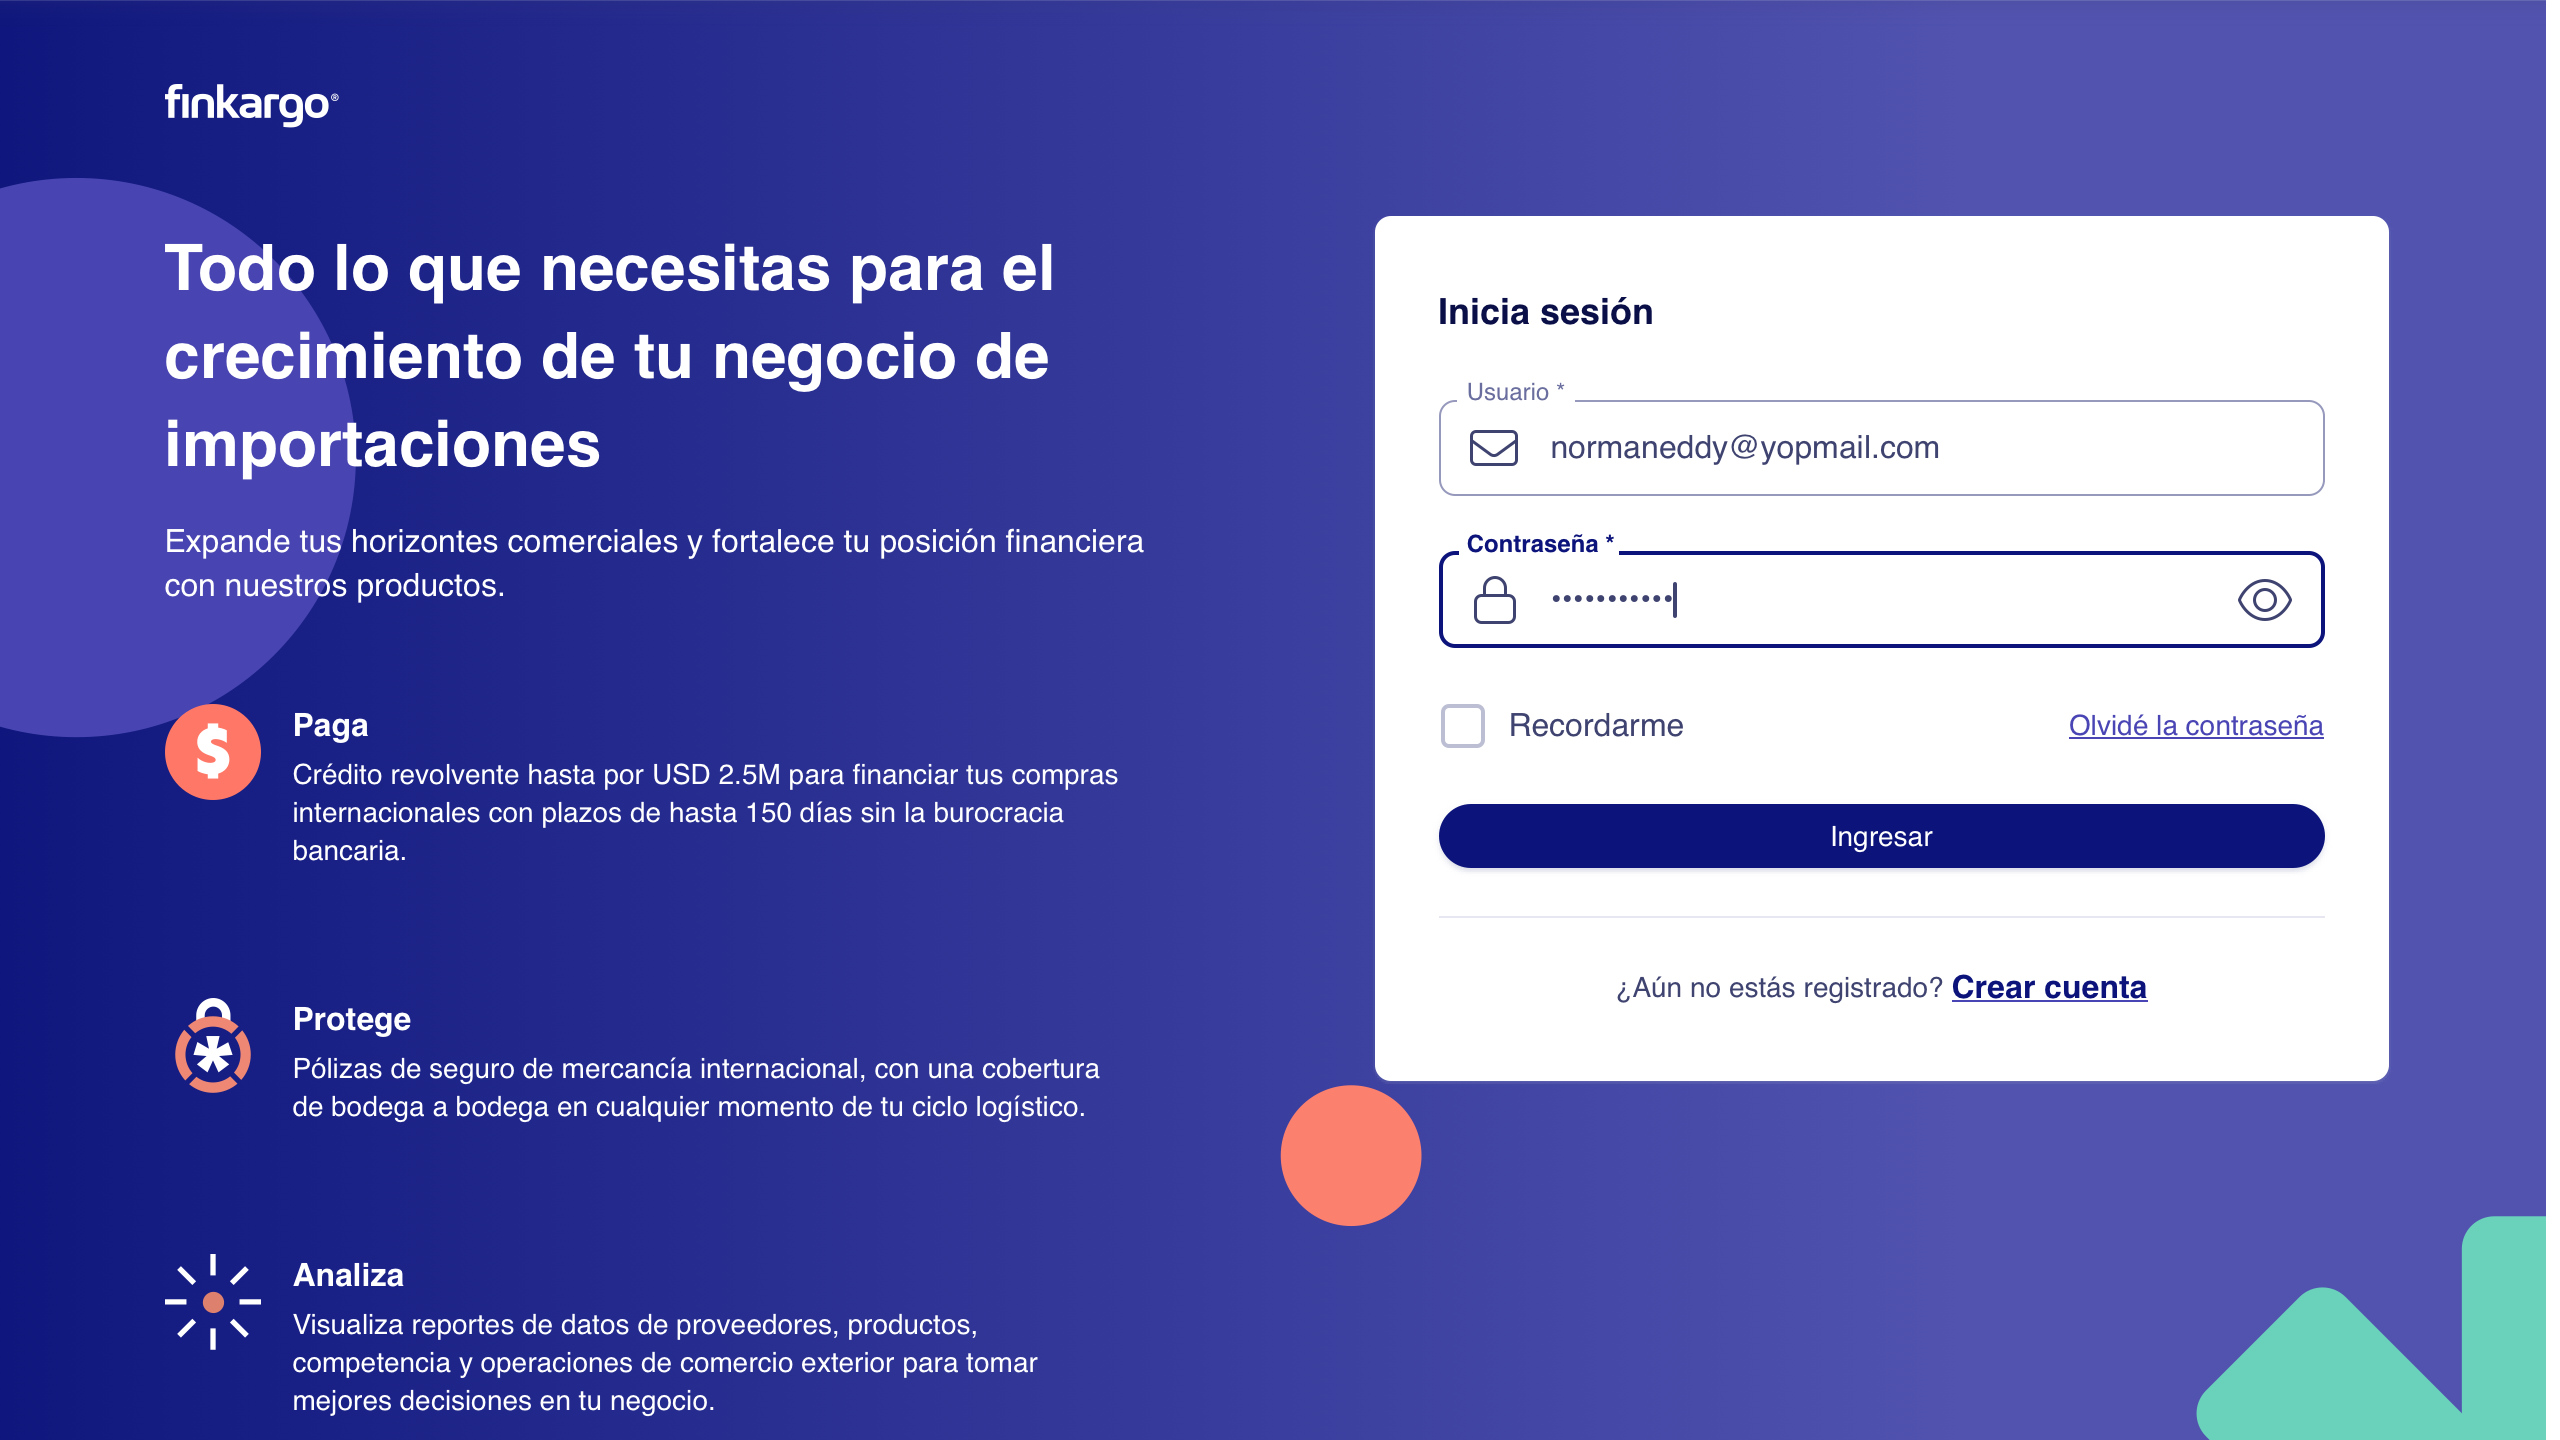 finkargo®
Todo lo que necesitas para el
crecimiento de tu negocio de
importaciones
Expande tus horizontes comerciales y fortalece tu posición financiera
con nuestros productos.
Paga
Crédito revolvente hasta por USD 2.5M para financiar tus compras
internacionales con plazos de hasta 150 días sin la burocracia
bancaria.
Protege
Pólizas de seguro de mercancía internacional, con una cobertura
de bodega a bodega en cualquier momento de tu ciclo logístico.
Analiza
Visualiza reportes de datos de proveedores, productos,
competencia y operaciones de comercio exterior para tomar
mejores decisiones en tu negocio.
Inicia sesión
Usuario *
normaneddy@yopmail.com
Contraseña *
•••••••••••
Recordarme
Olvidé la contraseña
Ingresar
¿Aún no estás registrado? Crear cuenta